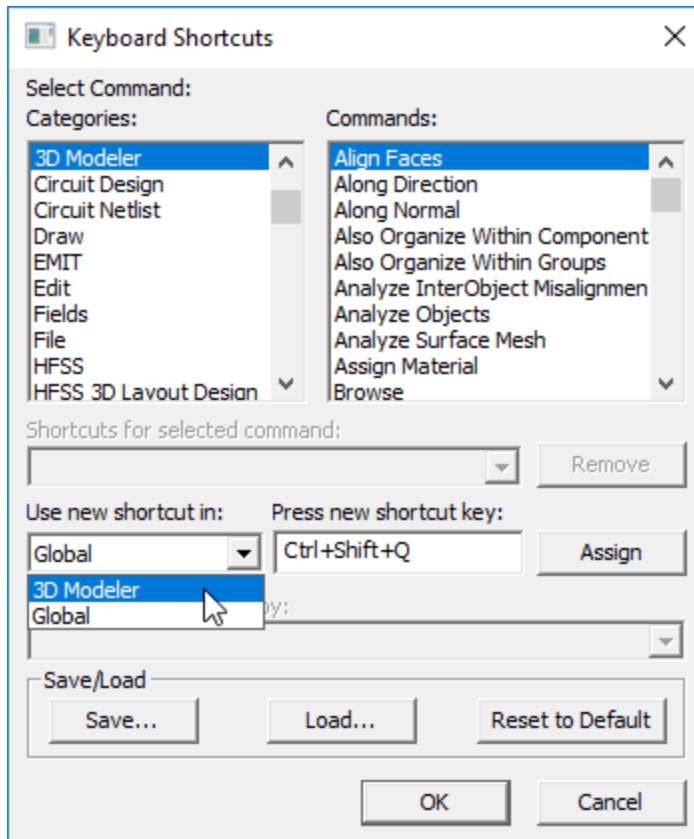 Keyboard Shortcuts
Select Command:
Categories:
Commands:
3D Modeler
Circuit Design
Circuit Netlist
Draw
EMIT
Edit
Fields
File
HFSS
HFSS 3D Layout Design
Align Faces
Along Direction
Along Normal
Also Organize Within Component
Also Organize Within Groups
Analyze InterObject Misalignmen
Analyze Objects
Analyze Surface Mesh
Assign Material
Browse
Shortcuts for selected command:
Remove
Use new shortcut in:
Press new shortcut key:
Global
Ctrl+Shift+Q
Assign
3D Modeler
Global
by:
Save/Load
Save...
Load...
Reset to Default
OK
Cancel